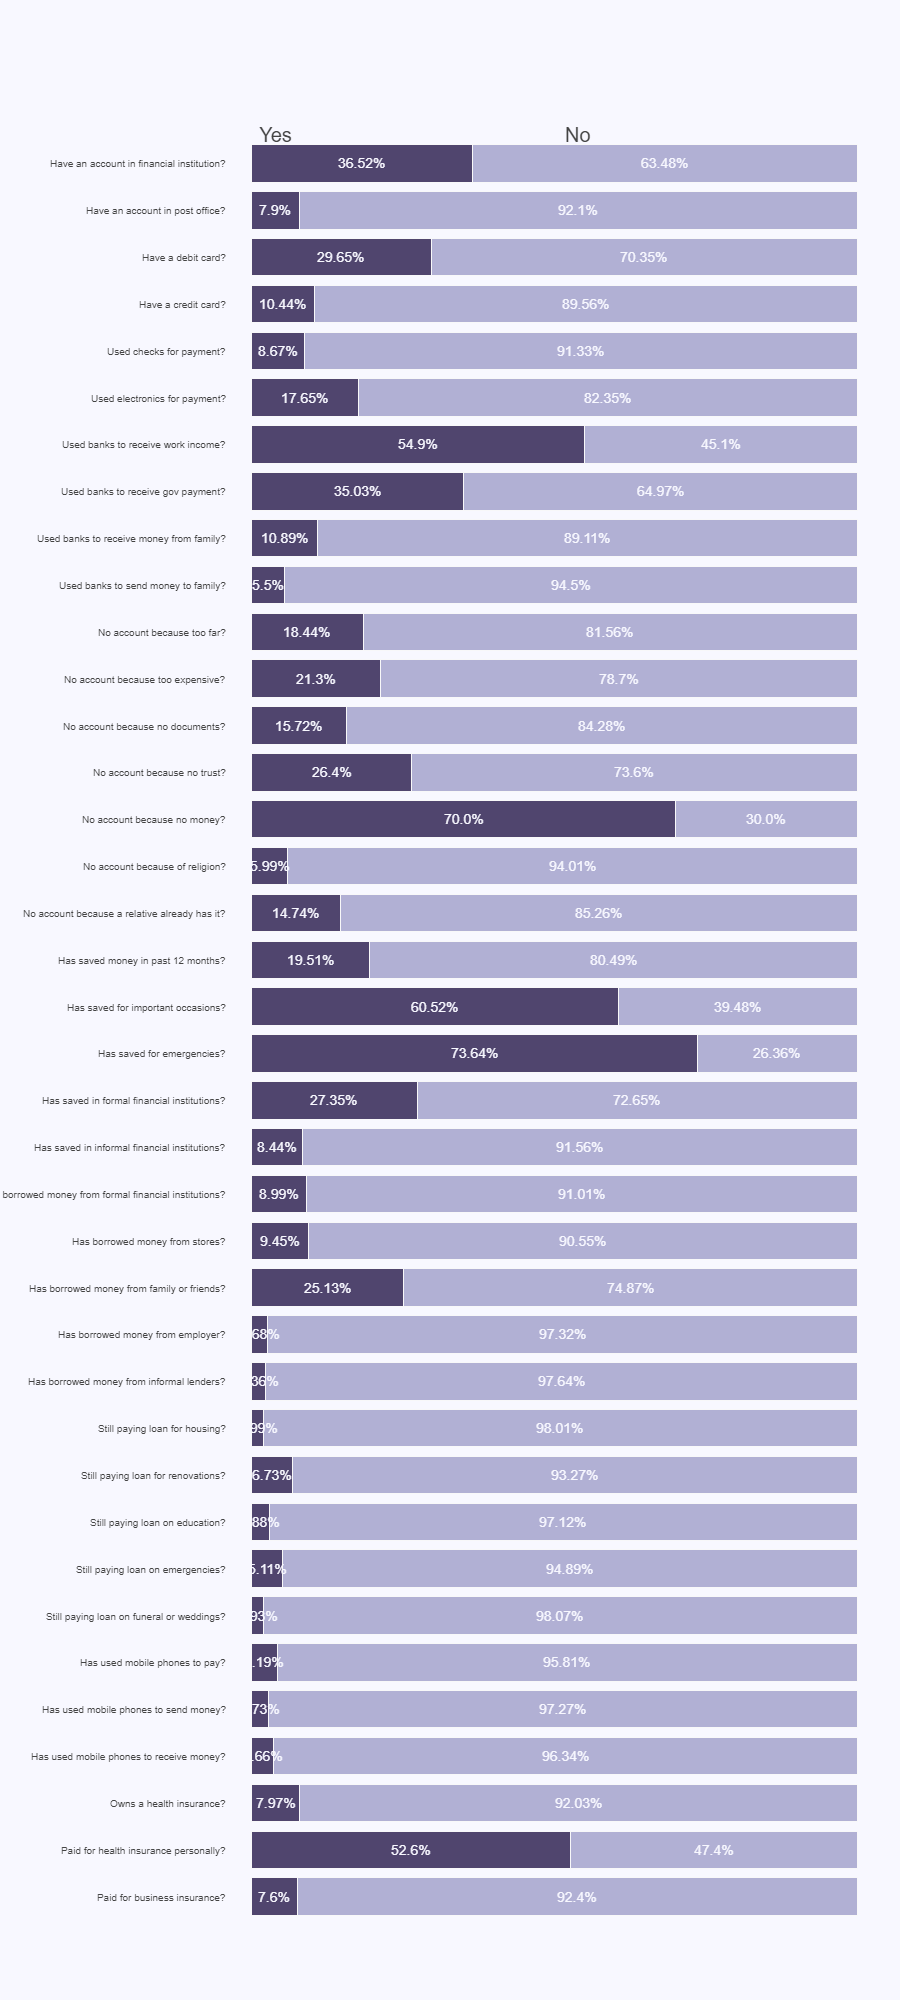 Yes No
Have an account in financial institution? 36.52% 63.48%
Have an account in post office? 7.9% 92.1%
Have a debit card? 29.65% 70.35%
Have a credit card? 10.44% 89.56%
Used checks for payment? 8.67% 91.33%
Used electronics for payment? 17.65% 82.35%
Used banks to receive work income? 54.9% 45.1%
Used banks to receive gov payment? 35.03% 64.97%
Used banks to receive money from family? 10.89% 89.11%
Used banks to send money to family? 5.5% 94.5%
No account because too far? 18.44% 81.56%
No account because too expensive? 21.3% 78.7%
No account because no documents? 15.72% 84.28%
No account because no trust? 26.4% 73.6%
No account because no money? 70.0% 30.0%
No account because of religion? 5.99% 94.01%
No account because a relative already has it? 14.74% 85.26%
Has saved money in past 12 months? 19.51% 80.49%
Has saved for important occasions? 60.52% 39.48%
Has saved for emergencies? 73.64% 26.36%
Has saved in formal financial institutions? 27.35% 72.65%
Has saved in informal financial institutions? 8.44% 91.56%
borrowed money from formal financial institutions? 8.99% 91.01%
Has borrowed money from stores? 9.45% 90.55%
Has borrowed money from family or friends? 25.13% 74.87%
Has borrowed money from employer? 68% 97.32%
Has borrowed money from informal lenders? 36% 97.64%
Still paying loan for housing? 99% 98.01%
Still paying loan for renovations? 6.73% 93.27%
Still paying loan on education? 88% 97.12%
Still paying loan on emergencies? 5.11% 94.89%
Still paying loan on funeral or weddings? 93% 98.07%
Has used mobile phones to pay? .19% 95.81%
Has used mobile phones to send money? 73% 97.27%
Has used mobile phones to receive money? .66% 96.34%
Owns a health insurance? 7.97% 92.03%
Paid for health insurance personally? 52.6% 47.4%
Paid for business insurance? 7.6% 92.4%